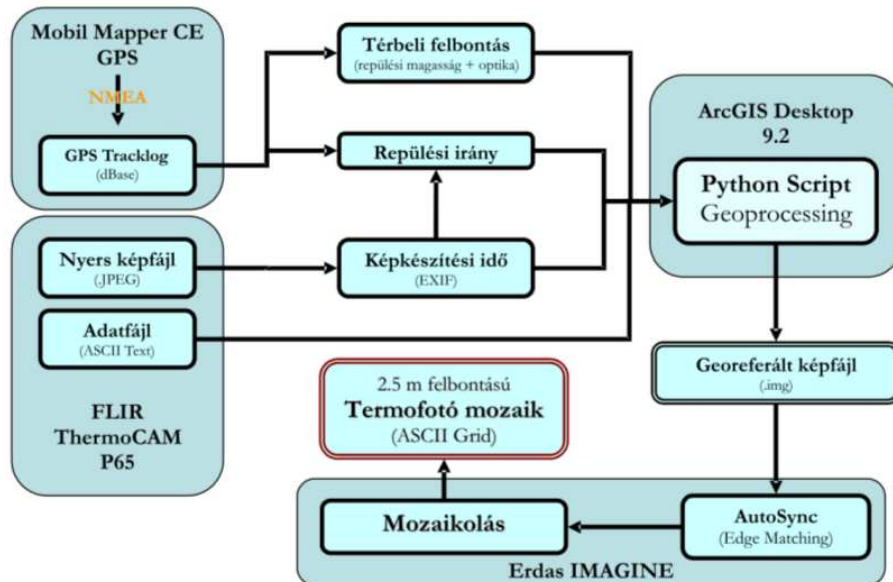 Mobil Mapper CE
GPS
NMEA
GPS Tracklog
(dBase)
Térbeli felbontás
(repülési magasság + optika)
Repülési irány
Nyers képfájl
(.JPEG)
Képkészítési idő
(EXIF)
Adatfájl
(ASCII Text)
FLIR
ThermoCAM
P65
ArcGIS Desktop
9.2
Python Script
Geoprocessing
Georeferált képfájl
(.img)
2.5 m felbontású
Termofotó mozaik
(ASCII Grid)
Mozaikolás
AutoSync
(Edge Matching)
Erdas IMAGINE